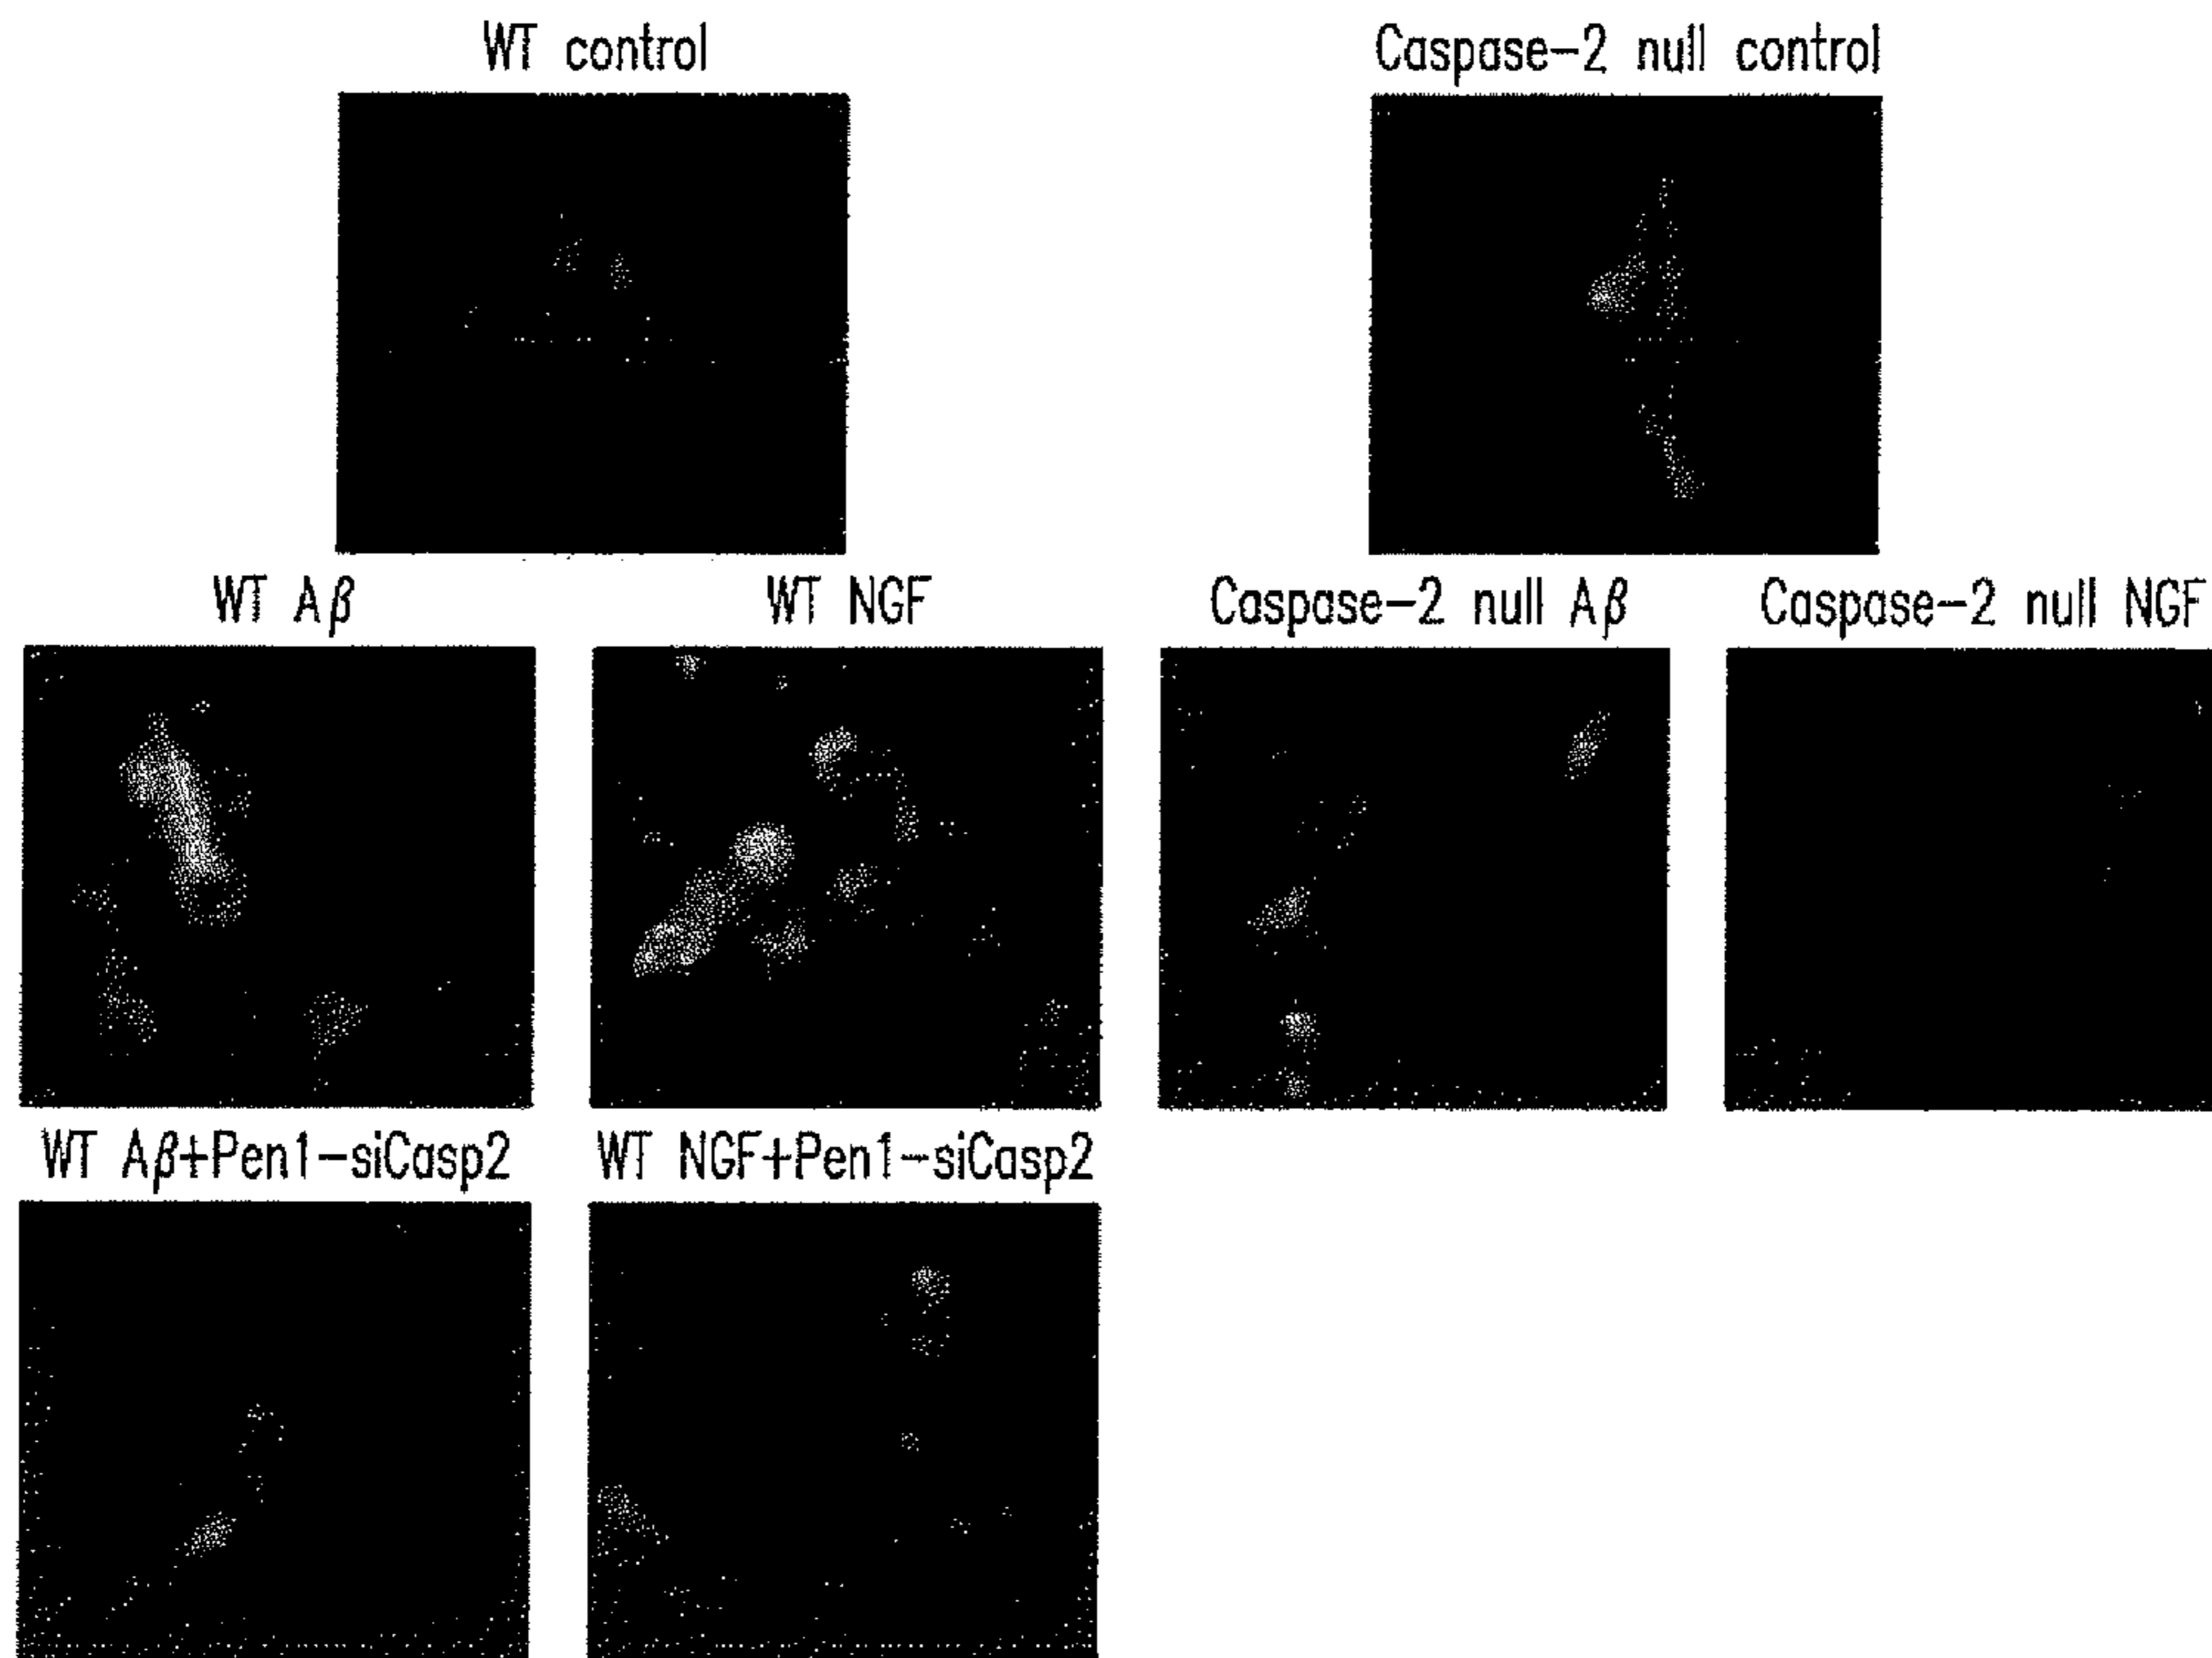 WT control
Caspase-2 null control
WT Aβ
WT NGF
Caspase-2 null Aβ
Caspase-2 null NGF
WT Aβ+Pen1-siCasp2
WT NGF+Pen1-siCasp2